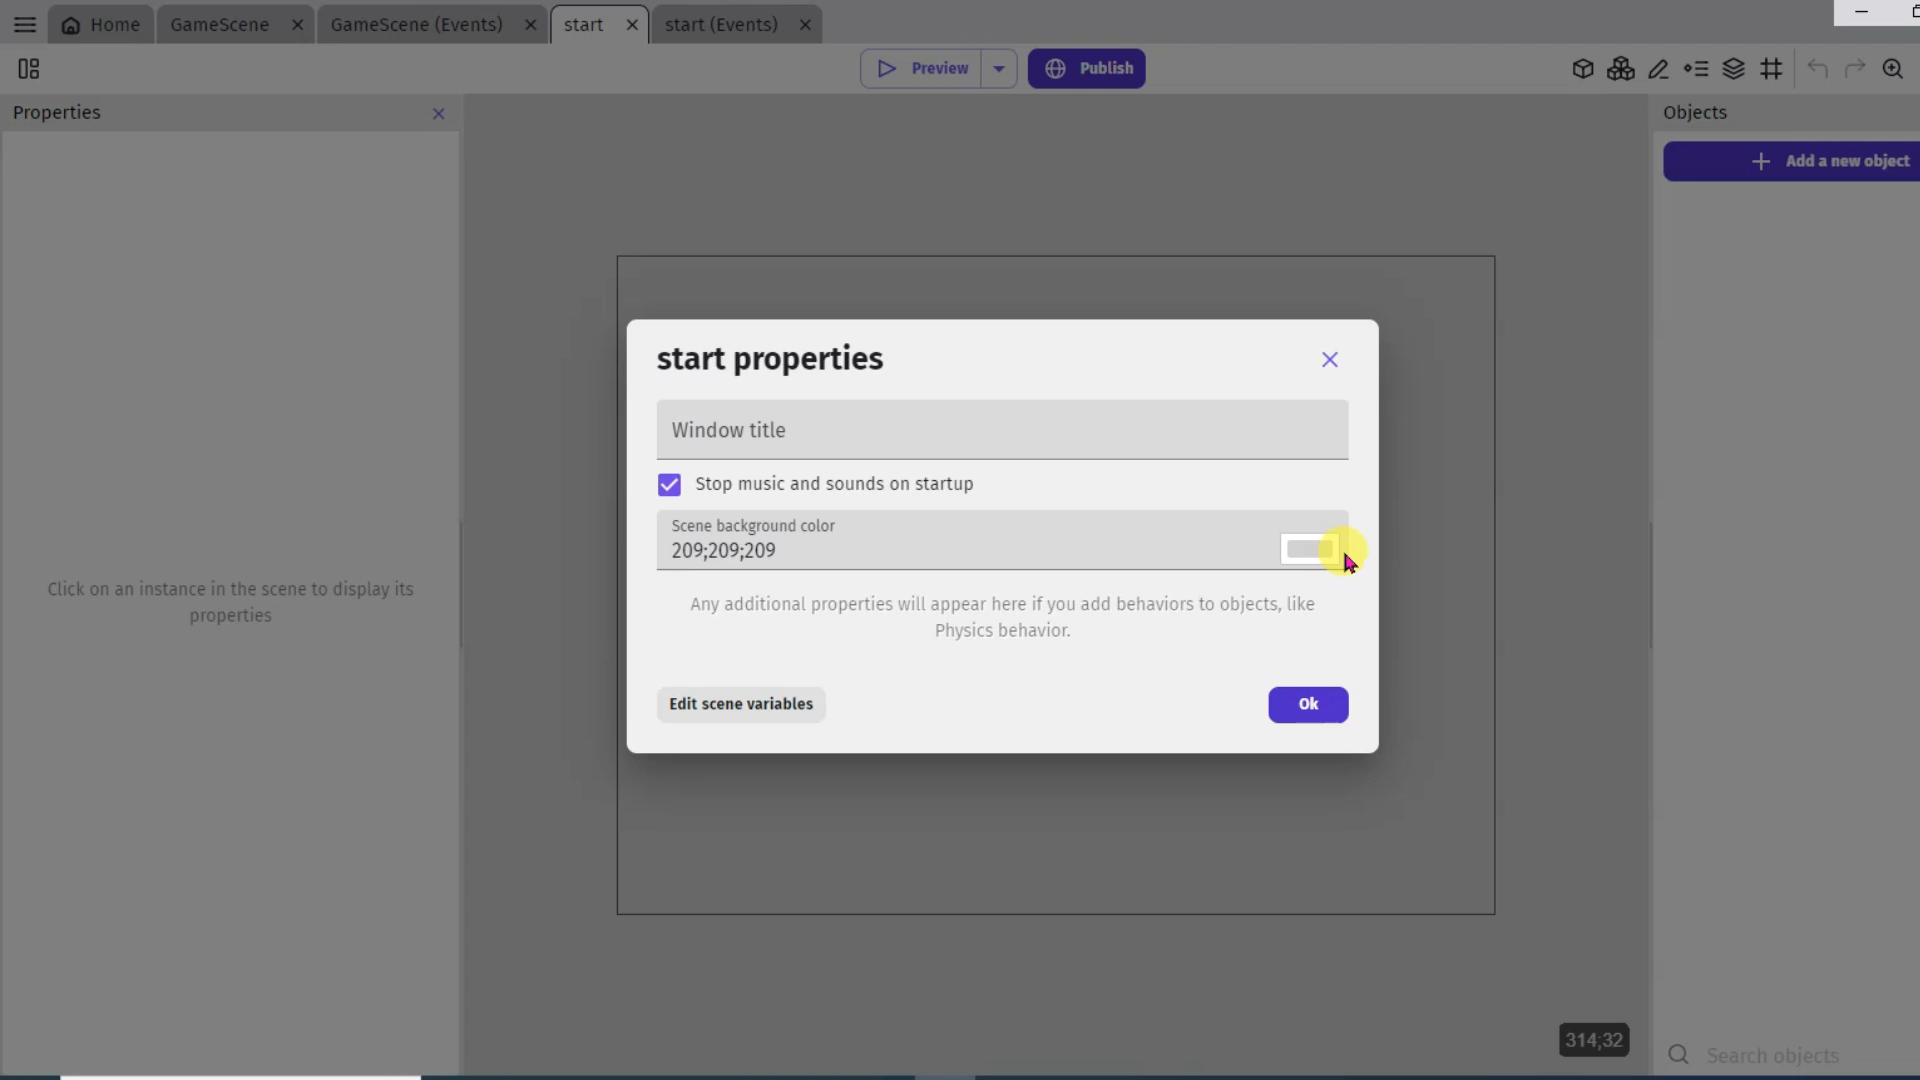 Home
GameScene
GameScene (Events)
start
start (Events)
Preview
Publish
Properties
Objects
Add a new object
start properties
Window title
Stop music and sounds on startup
Scene background color
209;209;209
Click on an instance in the scene to display its
properties
Any additional properties will appear here if you add behaviors to objects, like
Physics behavior.
Edit scene variables
Ok
314;32
Search objects